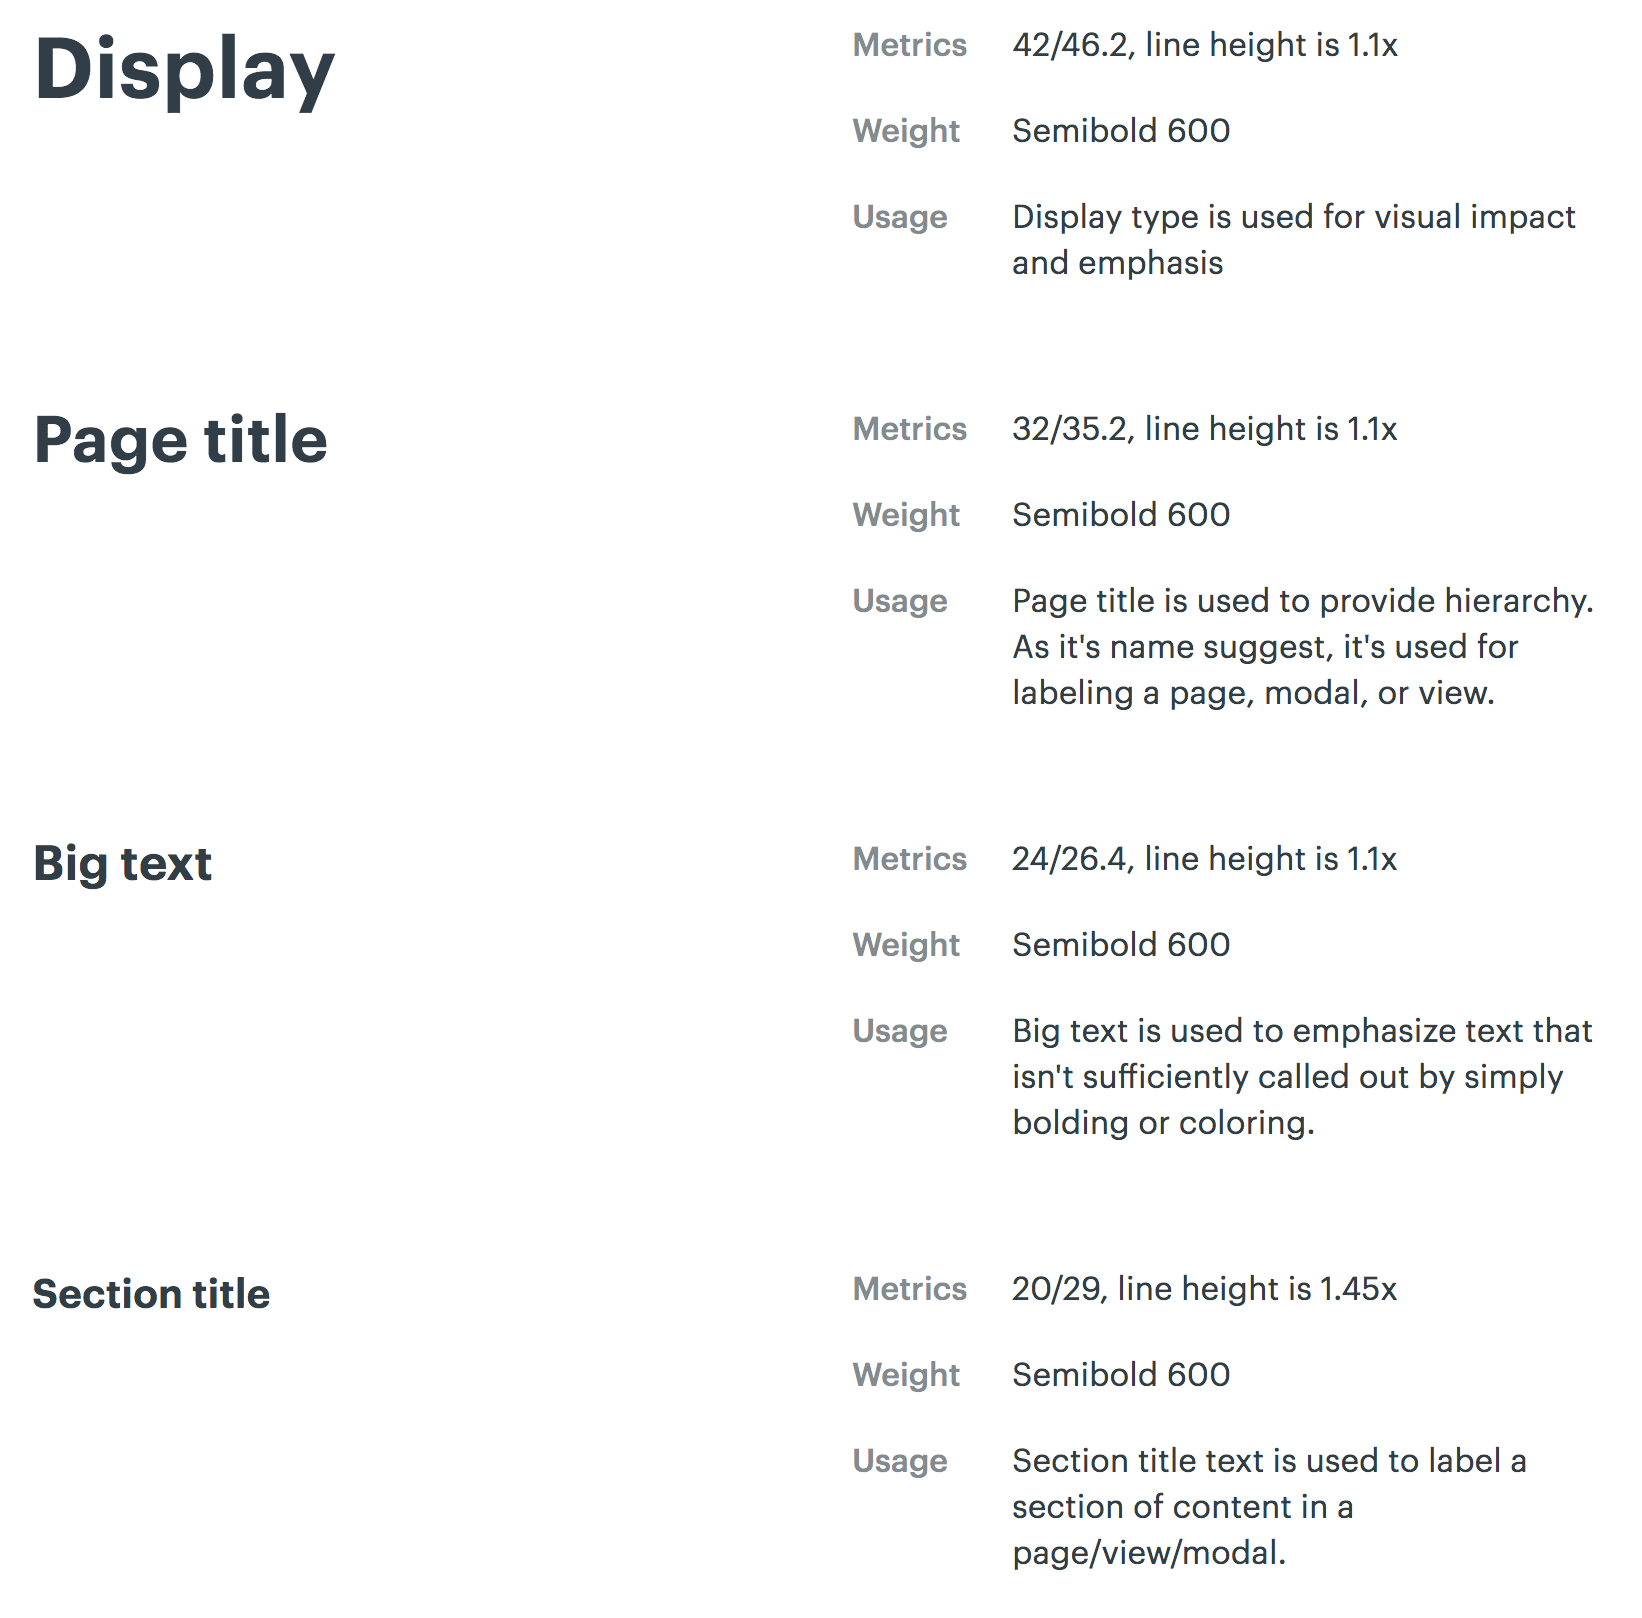 Display
Metrics 42/46.2, line height is 1.1x
Weight Semibold 600
Usage Display type is used for visual impact
and emphasis
Page title
Metrics 32/35.2, line height is 1.1x
Weight Semibold 600
Usage Page title is used to provide hierarchy.
As it's name suggest, it's used for
labeling a page, modal, or view.
Big text
Metrics 24/26.4, line height is 1.1x
Weight Semibold 600
Usage Big text is used to emphasize text that
isn't sufficiently called out by simply
bolding or coloring.
Section title
Metrics 20/29, line height is 1.45x
Weight Semibold 600
Usage Section title text is used to label a
section of content in a
page/view/modal.